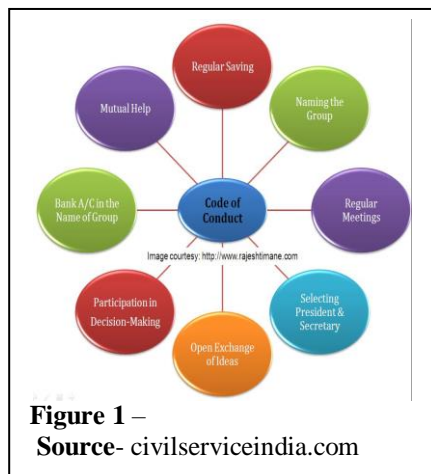 Regular Saving
Naming the
Group
Regular
Meetings
Selecting
President &
Secretary
Open Exchange
of Ideas
Participation in
Decision-Making
Bank A/C in the
Name of Group
Mutual Help
Code of
Conduct
Image courtesy: http://www.rajeshtimane.com
Figure 1 –
Source- civilserviceindia.com